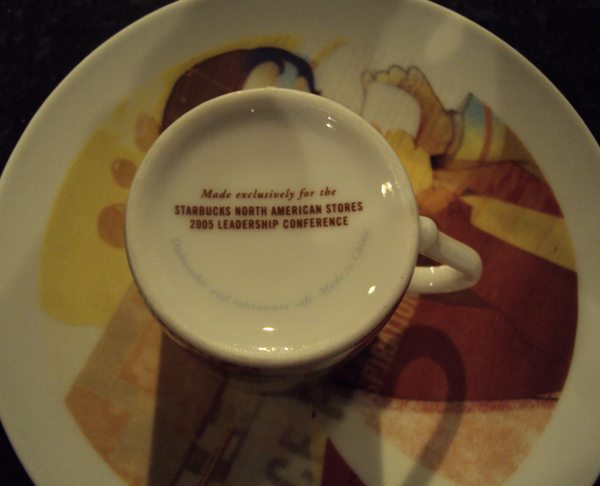 Made exclusively for the
STARBUCKS NORTH AMERICAN STORES
2005 LEADERSHIP CONFERENCE
Dishwasher and microwave safe Made in China